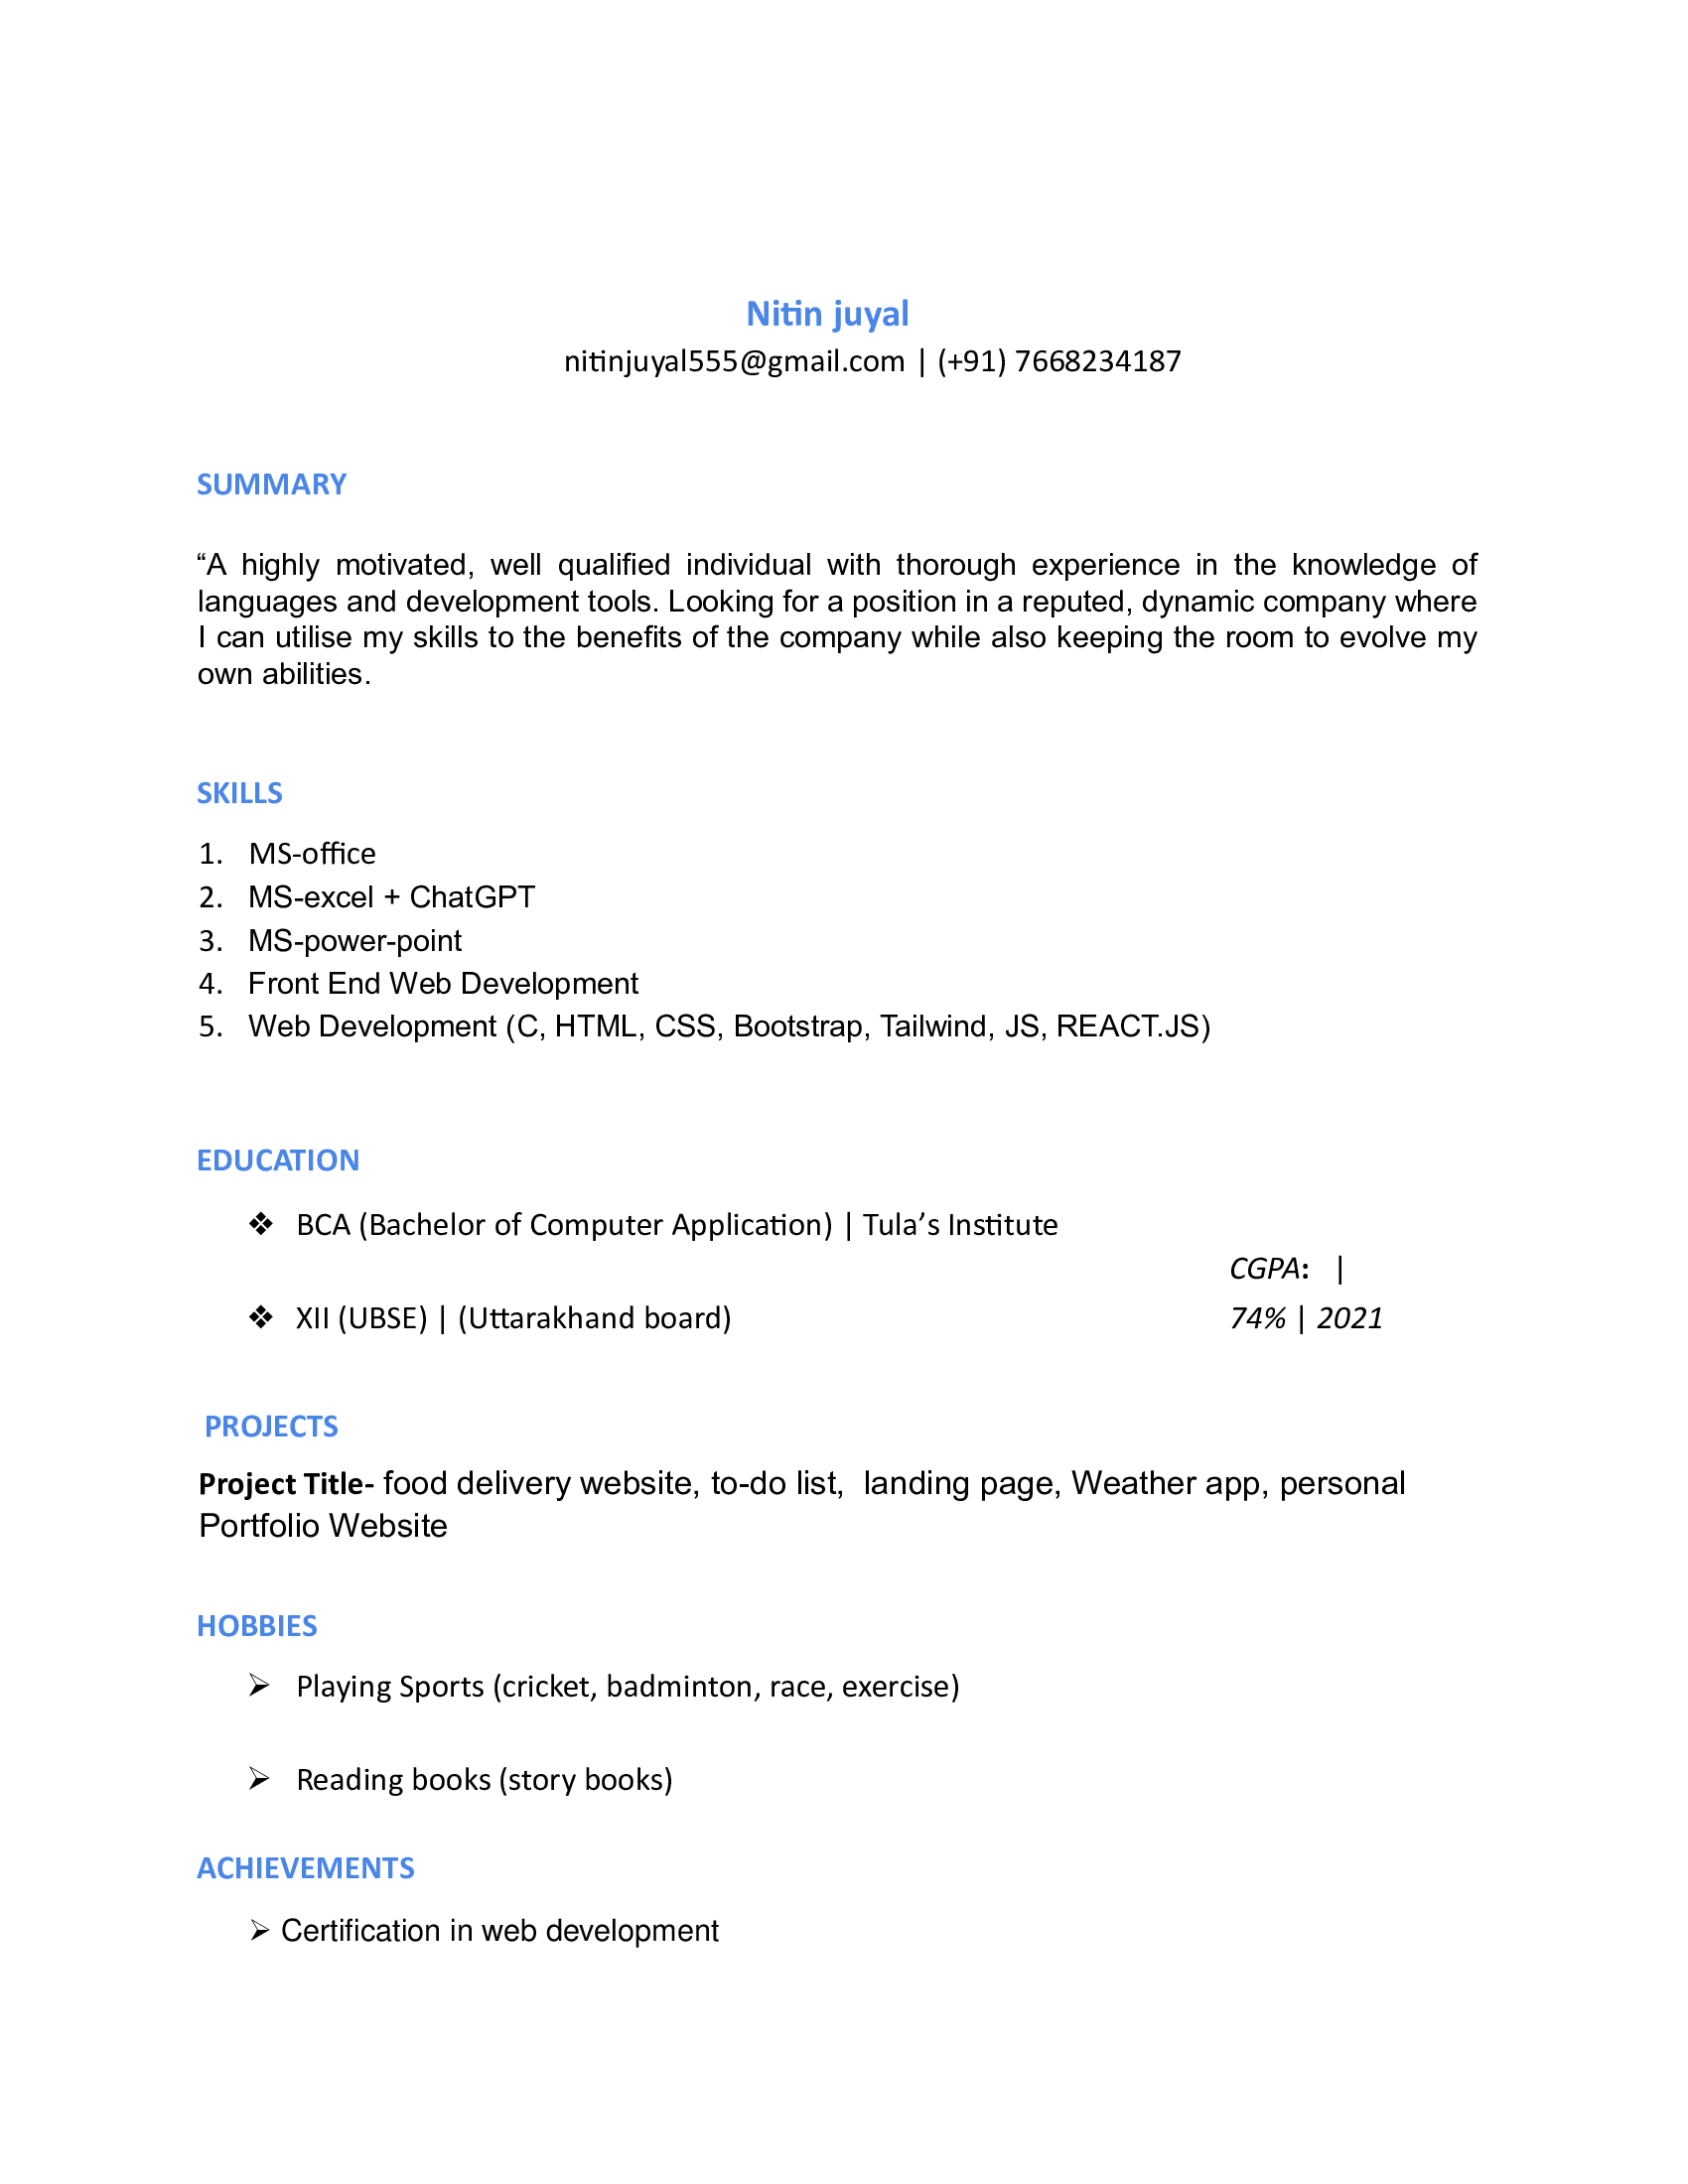 Nitin juyal
nitinjuyal555@gmail.com | (+91) 7668234187
SUMMARY
“A highly motivated, well qualified individual with thorough experience in the knowledge of
languages and development tools. Looking for a position in a reputed, dynamic company where
I can utilise my skills to the benefits of the company while also keeping the room to evolve my
own abilities.
SKILLS
1. MS-office
2. MS-excel + ChatGPT
3. MS-power-point
4. Front End Web Development
5. Web Development (C, HTML, CSS, Bootstrap, Tailwind, JS, REACT.JS)
EDUCATION
❖ BCA (Bachelor of Computer Application) | Tula’s Institute
CGPA: |
❖ XII (UBSE) | (Uttarakhand board) 74% | 2021
PROJECTS
Project Title- food delivery website, to-do list, landing page, Weather app, personal
Portfolio Website
HOBBIES
➢ Playing Sports (cricket, badminton, race, exercise)
➢ Reading books (story books)
ACHIEVEMENTS
➢ Certification in web development